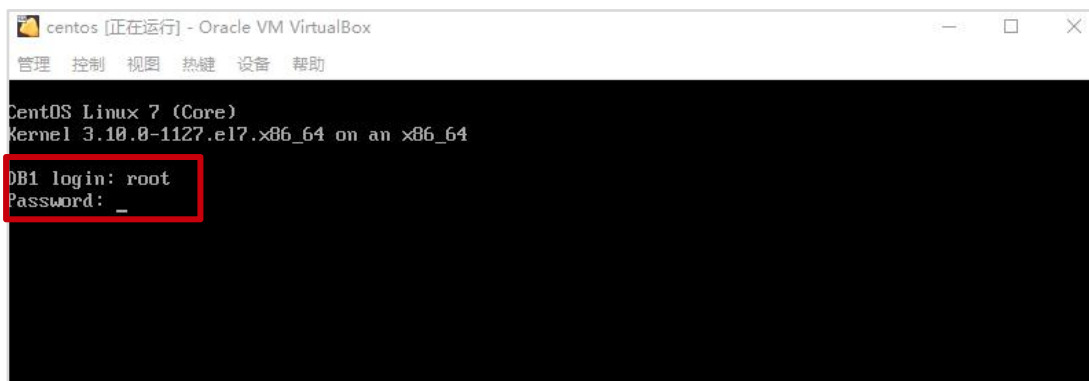 centos [正在运行] - Oracle VM VirtualBox
管理 控制 视图 热键 设备 帮助
CentOS Linux 7 (Core)
Kernel 3.10.0-1127.el7.x86_64 on an x86_64
DB1 login: root
Password: _